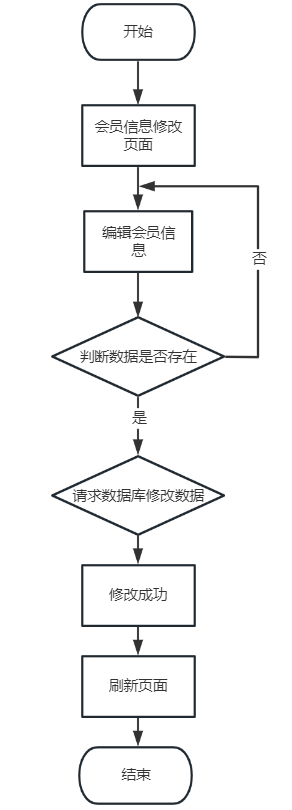 开始
会员信息修改
页面
编辑会员信
息
否
判断数据是否存在
是
请求数据库修改数据
修改成功
刷新页面
结束